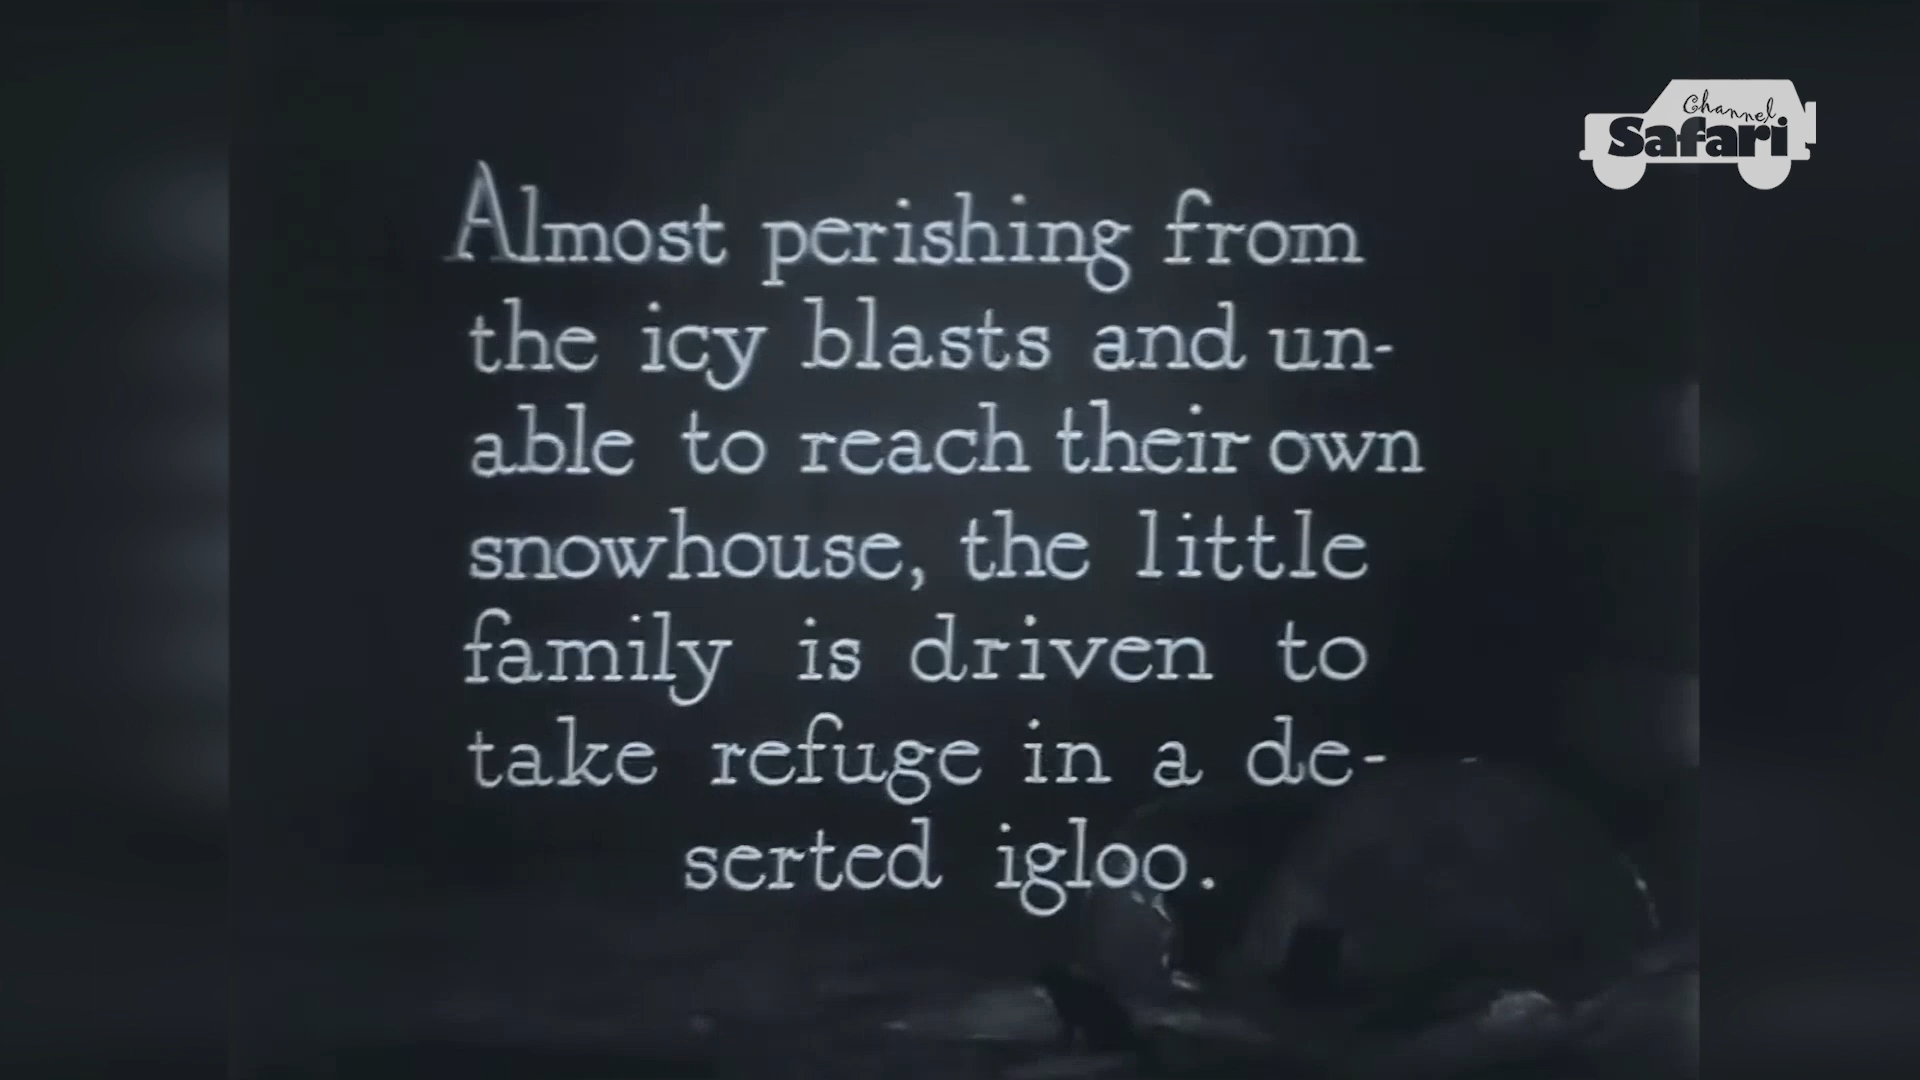 Channel
Safari
Almost perishing from
the icy blasts and un-
able to reach their own
snowhouse, the little
family is driven to
take refuge in a de-
serted igloo.